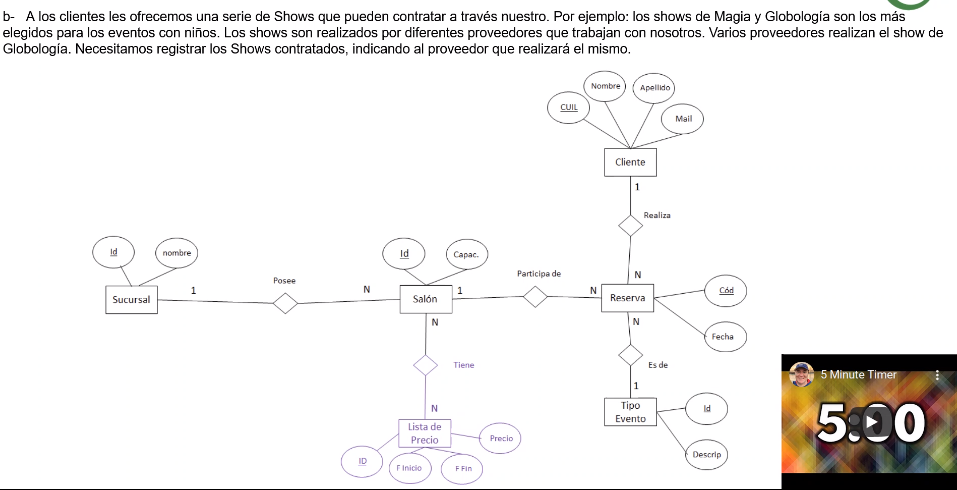 b- A los clientes les ofrecemos una serie de Shows que pueden contratar a través nuestro. Por ejemplo: los shows de Magia y Globología son los más
elegidos para los eventos con niños. Los shows son realizados por diferentes proveedores que trabajan con nosotros. Varios proveedores realizan el show de
Globología. Necesitamos registrar los Shows contratados, indicando al proveedor que realizará el mismo.
Nombre
Apellido
CUIL
Mail
Cliente
1
Realiza
Id
nombre
Id
Capac.
Posee
Participa de
N
Sucursal
1
N
Salón
1
N
Reserva
Cód
N
N
Fecha
Tiene
Es de
1
N
Tipo
Evento
Id
Lista de
Precio
Precio
Descrip
ID
F Inicio
F Fin
5 Minute Timer
5:00